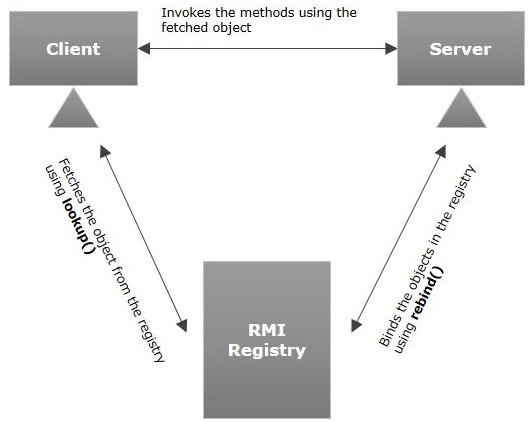 Invokes the methods using the
fetched object
Client
Server
Fetches the object from the registry
using lookup()
Binds the objects in the registry
using rebind()
RMI
Registry